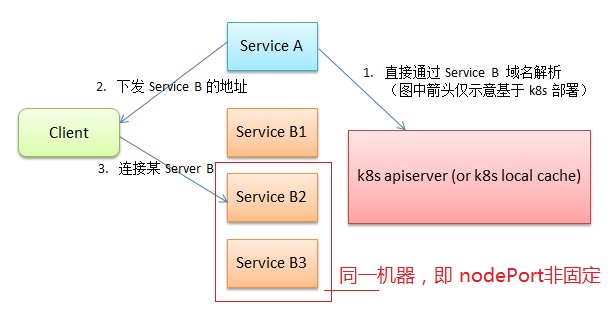 Service A
1. 直接通过 Service B 域名解析
（图中箭头仅示意基于 k8s 部署）
2. 下发 Service B 的地址
Client
Service B1
3. 连接某 Server B
Service B2
k8s apiserver (or k8s local cache)
Service B3
同一机器，即 nodePort非固定